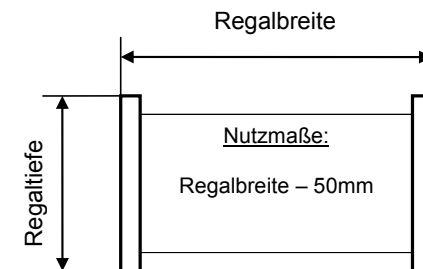 Regalbreite
Regaltiefe
Nutzmaße:
Regalbreite – 50mm